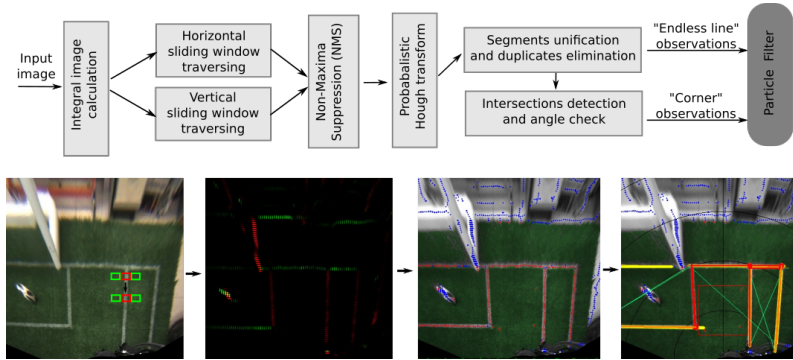 Input
image
Integral image
calculation
Horizontal
sliding window
traversing
Vertical
sliding window
traversing
Non-Maxima
Suppression (NMS)
Probabalistic
Hough transform
Segments unification
and duplicates elimination
Intersections detection
and angle check
"Endless line"
observations
"Corner"
observations
Particle Filter